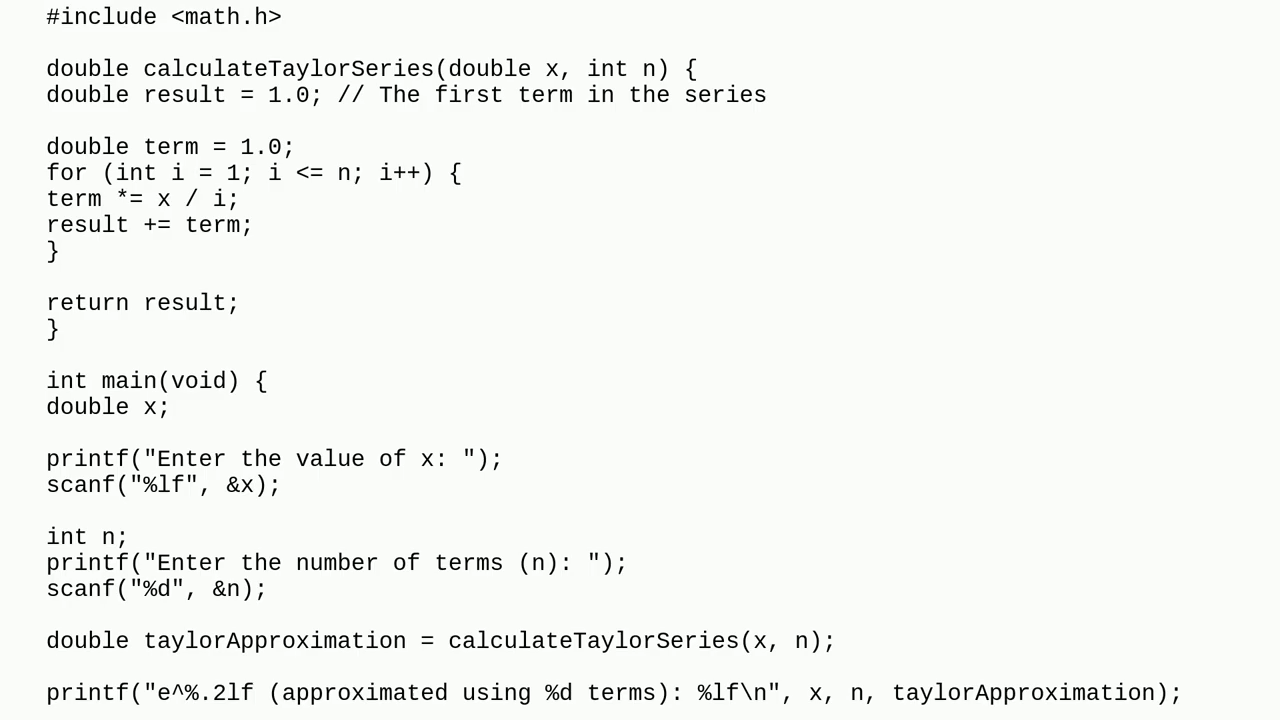 #include <math.h>
double calculateTaylorSeries(double x, int n) {
double result = 1.0; // The first term in the series
double term = 1.0;
for (int i = 1; i <= n; i++) {
term *= x / i;
result += term;
}
return result;
}
int main(void) {
double x;
printf("Enter the value of x: ");
scanf("%lf", &x);
int n;
printf("Enter the number of terms (n): ");
scanf("%d", &n);
double taylorApproximation = calculateTaylorSeries(x, n);
printf("e^%.2lf (approximated using %d terms): %lf\n", x, n, taylorApproximation);